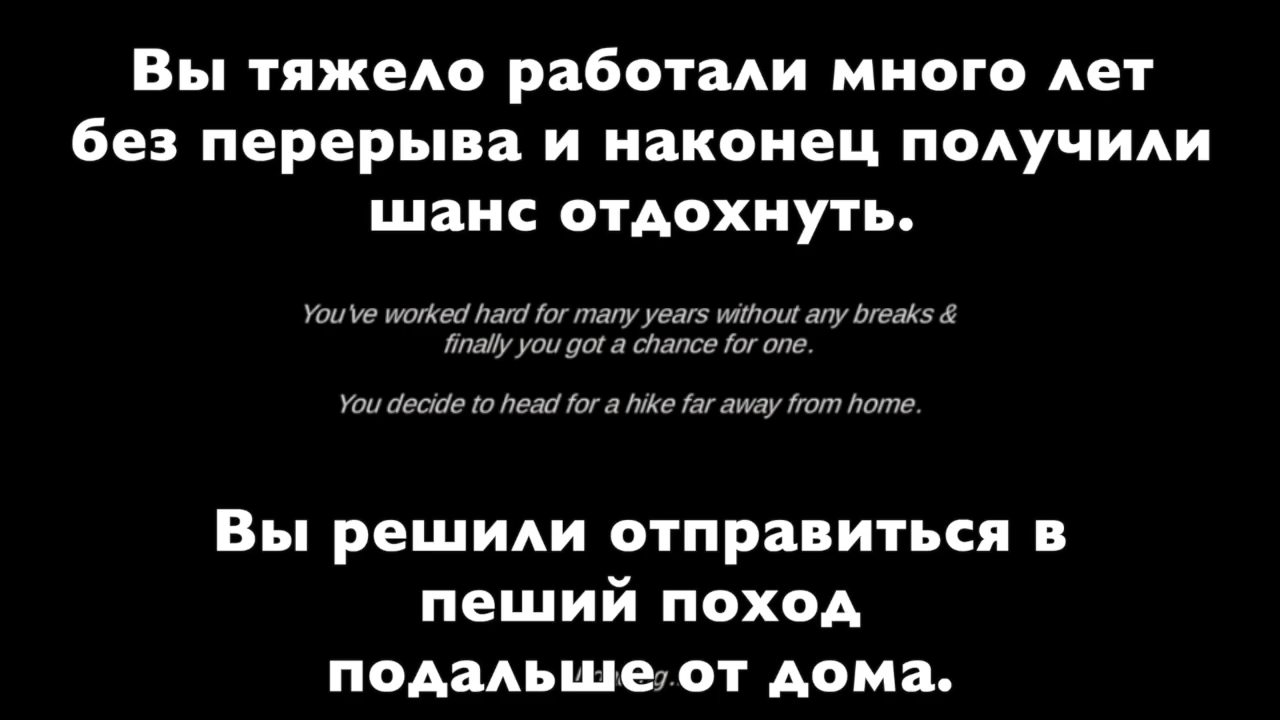 Вы тяжело работали много лет
без перерыва и наконец получили
шанс отдохнуть.
You've worked hard for many years without any breaks &
finally you got a chance for one.
You decide to head for a hike far away from home.
Вы решили отправиться в
пеший поход
подальше от дома.